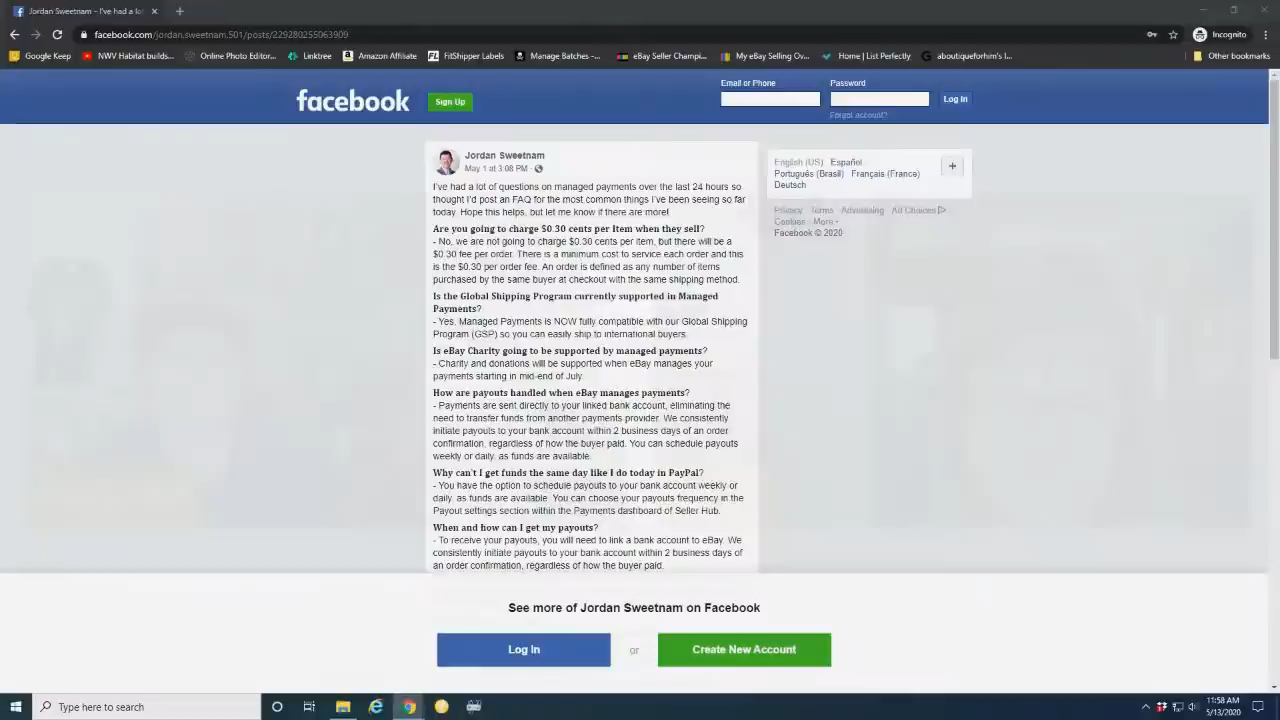 Jordan Sweetnam – I've had a lo
facebook.com/jordan.sweetnam.501/posts/229280255063909
Incognito
Google Keep
NWV Habitat builds...
Online Photo Editor...
Linktree
Amazon Affiliate
FitShipper Labels
Manage Batches -...
eBay Seller Champi...
My eBay Selling Ov...
Home | List Perfectly
aboutiqueforhim's l...
Other bookmarks
facebook
Sign Up
Email or Phone
Password
Log In
Forgot account?
Jordan Sweetnam
May 1 at 3:08 PM ·
I've had a lot of questions on managed payments over the last 24 hours so
thought I'd post an FAQ for the most common things I've been seeing so far
today. Hope this helps, but let me know if there are more!
Are you going to charge $0.30 cents per item when they sell?
- No, we are not going to charge $0.30 cents per item, but there will be a
$0.30 fee per order. There is a minimum cost to service each order and this
is the $0.30 per order fee. An order is defined as any number of items
purchased by the same buyer at checkout with the same shipping method.
Is the Global Shipping Program currently supported in Managed
Payments?
- Yes, Managed Payments is NOW fully compatible with our Global Shipping
Program (GSP) so you can easily ship to international buyers.
Is eBay Charity going to be supported by managed payments?
- Charity and donations will be supported when eBay manages your
payments starting in mid-end of July.
How are payouts handled when eBay manages payments?
- Payments are sent directly to your linked bank account, eliminating the
need to transfer funds from another payments provider. We consistently
initiate payouts to your bank account within 2 business days of an order
confirmation, regardless of how the buyer paid. You can schedule payouts
weekly or daily, as funds are available.
Why can't I get funds the same day like I do today in PayPal?
- You have the option to schedule payouts to your bank account weekly or
daily, as funds are available. You can choose your payouts frequency in the
Payout settings section within the Payments dashboard of Seller Hub.
When and how can I get my payouts?
- To receive your payouts, you will need to link a bank account to eBay. We
consistently initiate payouts to your bank account within 2 business days of
an order confirmation, regardless of how the buyer paid.
English (US) · Español ·
Português (Brasil) · Français (France) ·
Deutsch
Privacy · Terms · Advertising · Ad Choices ·
Cookies · More
Facebook © 2020
See more of Jordan Sweetnam on Facebook
Log In
or
Create New Account
Type here to search
11:58 AM
5/13/2020